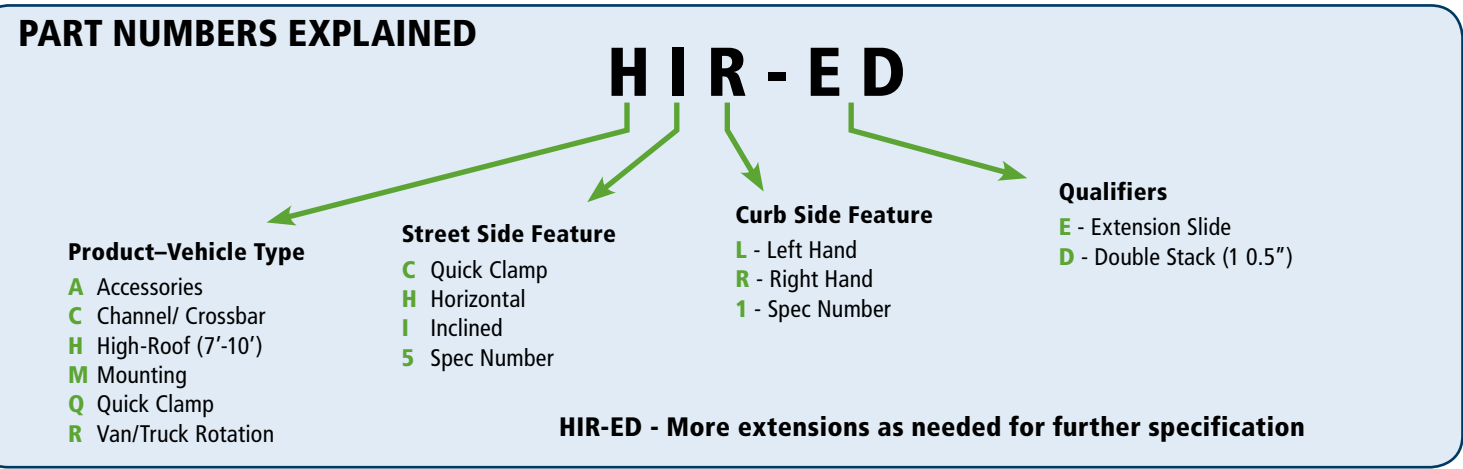 PART NUMBERS EXPLAINED
H I R - E D
Product–Vehicle Type
A Accessories
C Channel/ Crossbar
H High-Roof (7’-10’)
M Mounting
Q Quick Clamp
R Van/Truck Rotation
Street Side Feature
C Quick Clamp
H Horizontal
I Inclined
5 Spec Number
Curb Side Feature
L - Left Hand
R - Right Hand
1 - Spec Number
Qualifiers
E - Extension Slide
D - Double Stack (1 0.5”)
HIR-ED - More extensions as needed for further specification